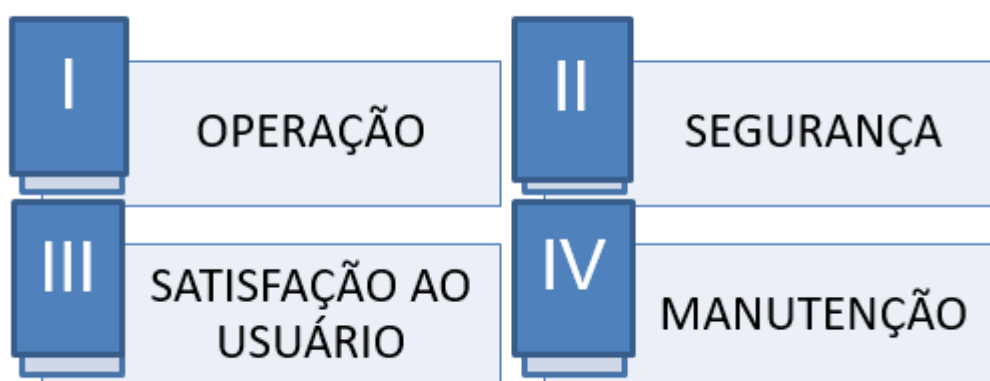 I
OPERAÇÃO
II
SEGURANÇA
III
SATISFAÇÃO AO
USUÁRIO
IV
MANUTENÇÃO